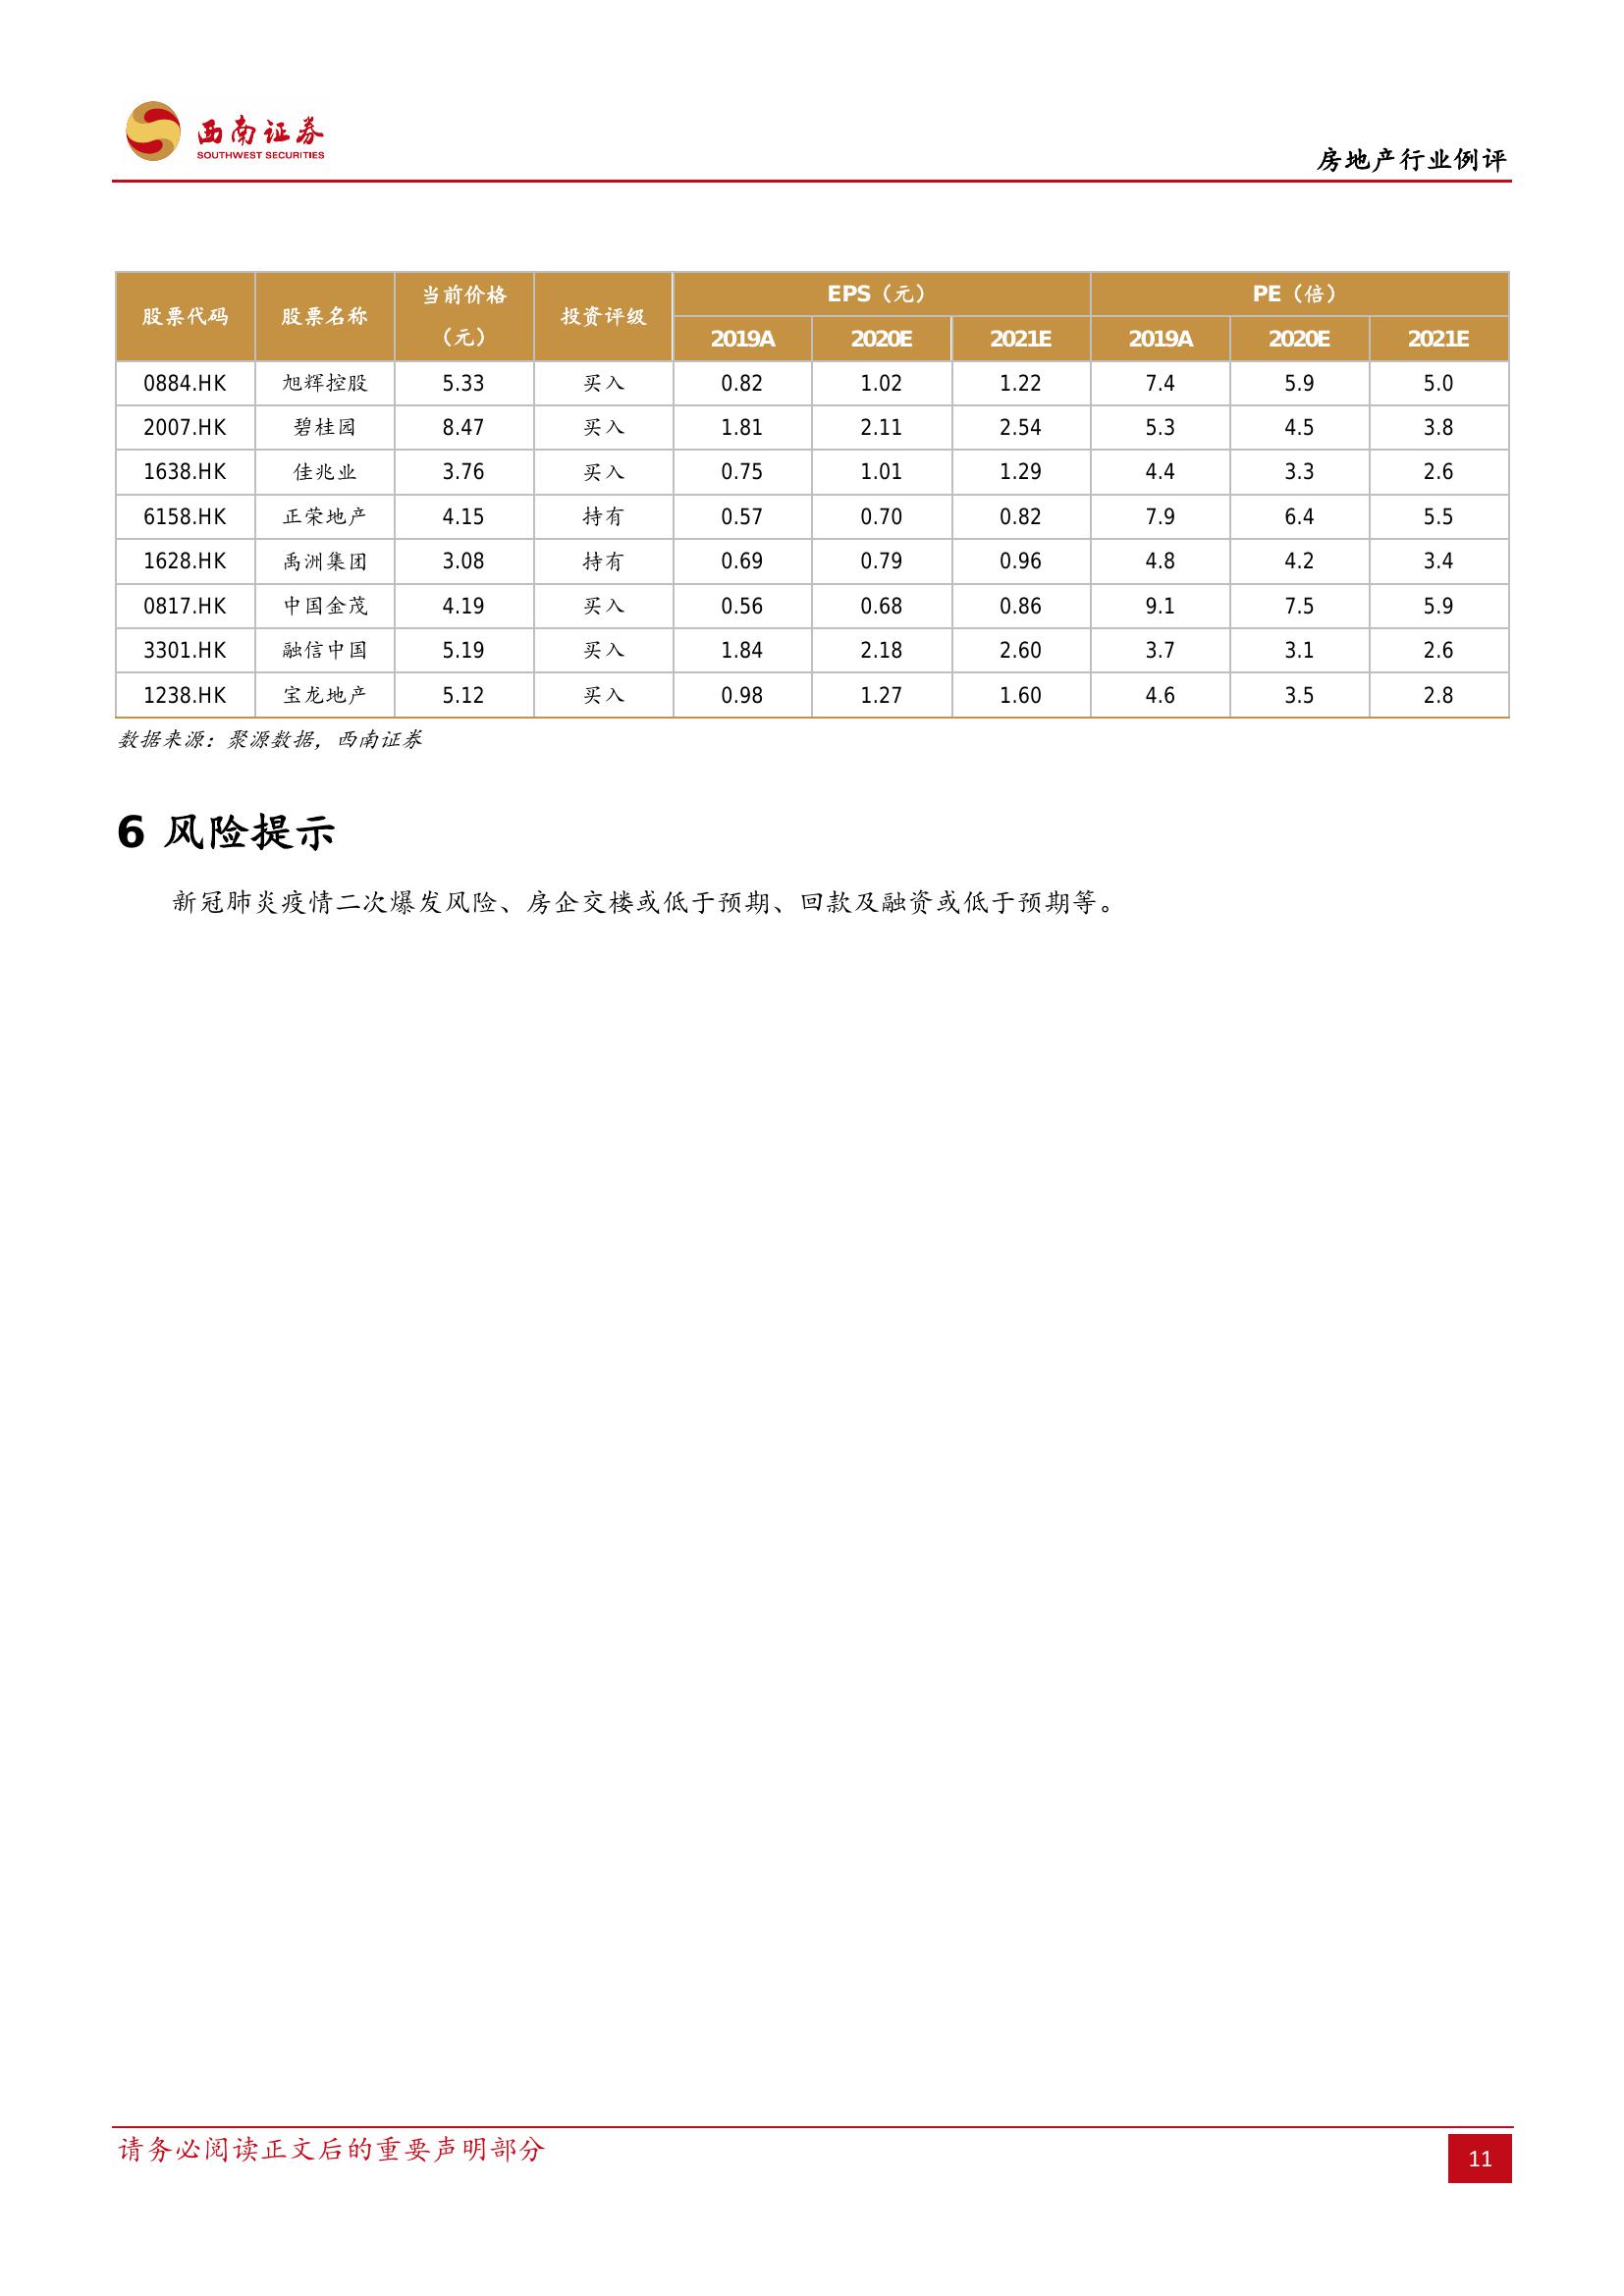 西南证券
SOUTHWEST SECURITIES
房地产行业例评
股票代码 股票名称 当前价格（元） 投资评级 EPS（元） PE（倍）
2019A 2020E 2021E 2019A 2020E 2021E
0884.HK 旭辉控股 5.33 买入 0.82 1.02 1.22 7.4 5.9 5.0
2007.HK 碧桂园 8.47 买入 1.81 2.11 2.54 5.3 4.5 3.8
1638.HK 佳兆业 3.76 买入 0.75 1.01 1.29 4.4 3.3 2.6
6158.HK 正荣地产 4.15 持有 0.57 0.70 0.82 7.9 6.4 5.5
1628.HK 禹洲集团 3.08 持有 0.69 0.79 0.96 4.8 4.2 3.4
0817.HK 中国金茂 4.19 买入 0.56 0.68 0.86 9.1 7.5 5.9
3301.HK 融信中国 5.19 买入 1.84 2.18 2.60 3.7 3.1 2.6
1238.HK 宝龙地产 5.12 买入 0.98 1.27 1.60 4.6 3.5 2.8
数据来源：聚源数据，西南证券
6 风险提示
新冠肺炎疫情二次爆发风险、房企交楼或低于预期、回款及融资或低于预期等。
请务必阅读正文后的重要声明部分
11